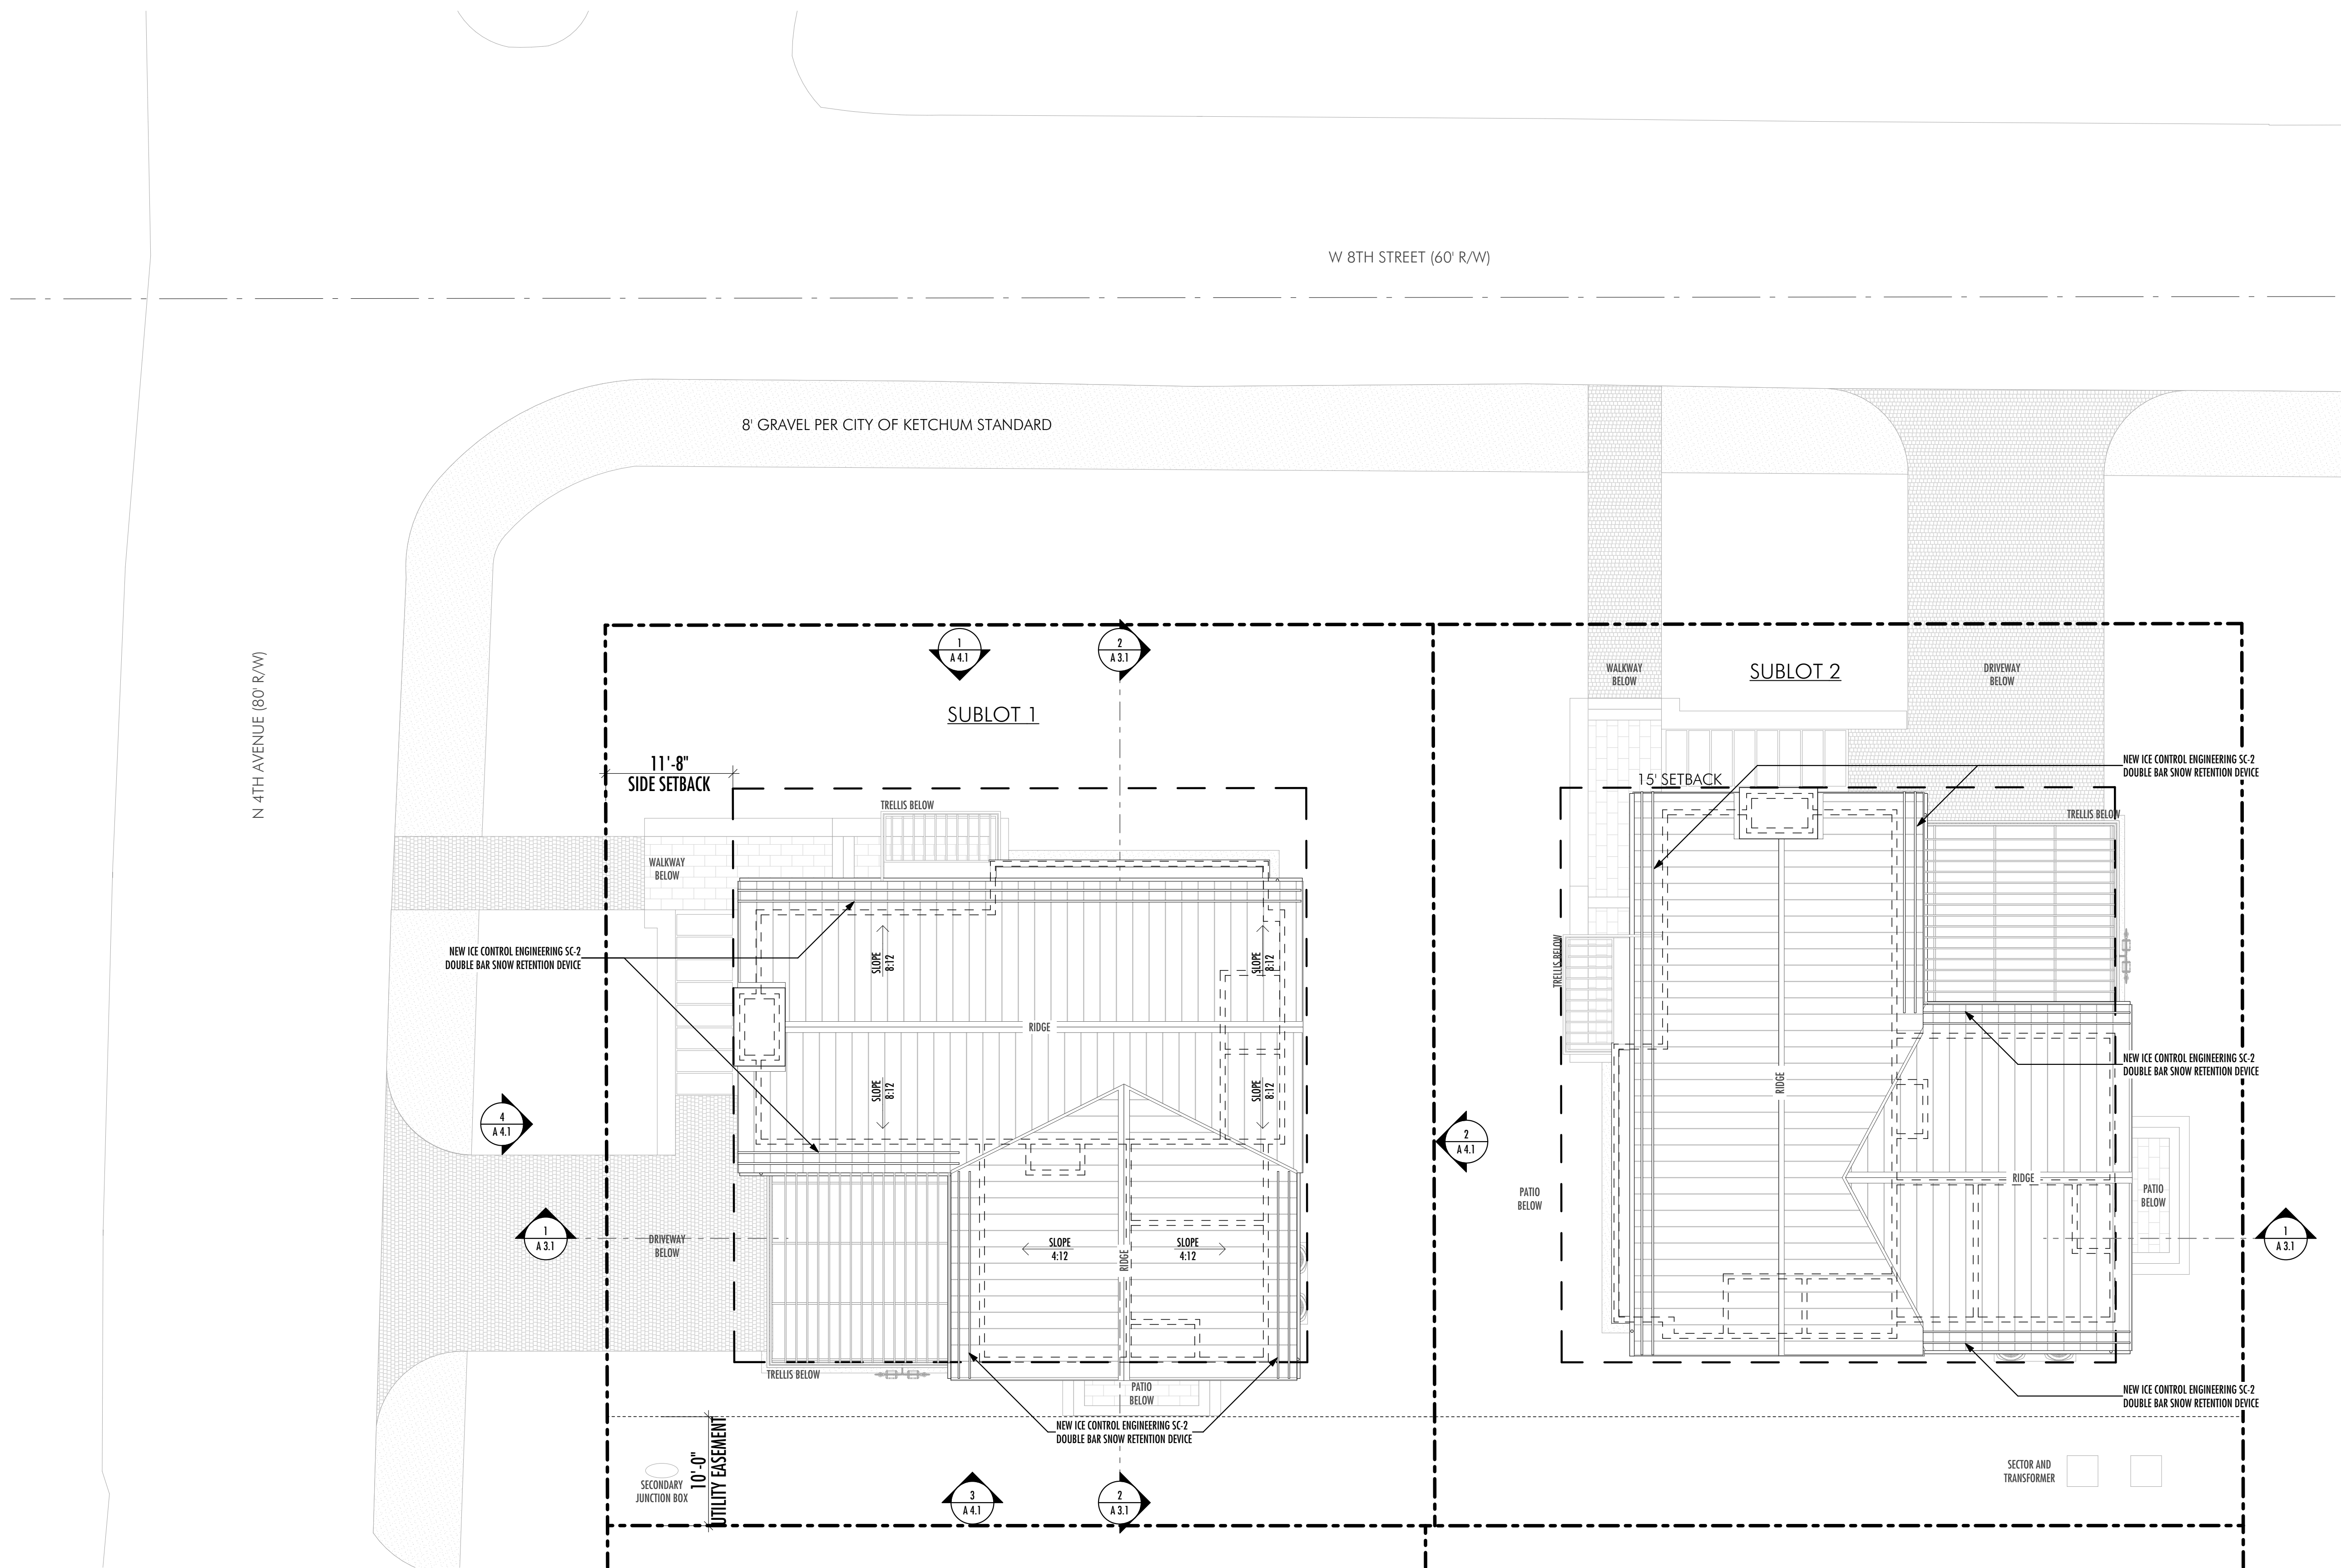 W 8TH STREET (60' R/W)
8' GRAVEL PER CITY OF KETCHUM STANDARD
N 4TH AVENUE (80' R/W)
1
A 4.1
2
A 3.1
SUBLOT 1
WALKWAY
BELOW
SUBLOT 2
DRIVEWAY
BELOW
11'-8"
SIDE SETBACK
15' SETBACK
NEW ICE CONTROL ENGINEERING SC-2
DOUBLE BAR SNOW RETENTION DEVICE
TRELLIS BELOW
TRELLIS BELOW
WALKWAY
BELOW
NEW ICE CONTROL ENGINEERING SC-2
DOUBLE BAR SNOW RETENTION DEVICE
SLOPE
8:12
SLOPE
8:12
TRELLIS BELOW
RIDGE
SLOPE
8:12
SLOPE
8:12
RIDGE
NEW ICE CONTROL ENGINEERING SC-2
DOUBLE BAR SNOW RETENTION DEVICE
4
A 4.1
2
A 4.1
RIDGE
PATIO
BELOW
PATIO
BELOW
1
A 3.1
DRIVEWAY
BELOW
SLOPE
4:12
RIDGE
SLOPE
4:12
1
A 3.1
TRELLIS BELOW
PATIO
BELOW
NEW ICE CONTROL ENGINEERING SC-2
DOUBLE BAR SNOW RETENTION DEVICE
NEW ICE CONTROL ENGINEERING SC-2
DOUBLE BAR SNOW RETENTION DEVICE
10'-0"
UTILITY EASEMENT
SECONDARY
JUNCTION BOX
3
A 4.1
2
A 3.1
SECTOR AND
TRANSFORMER